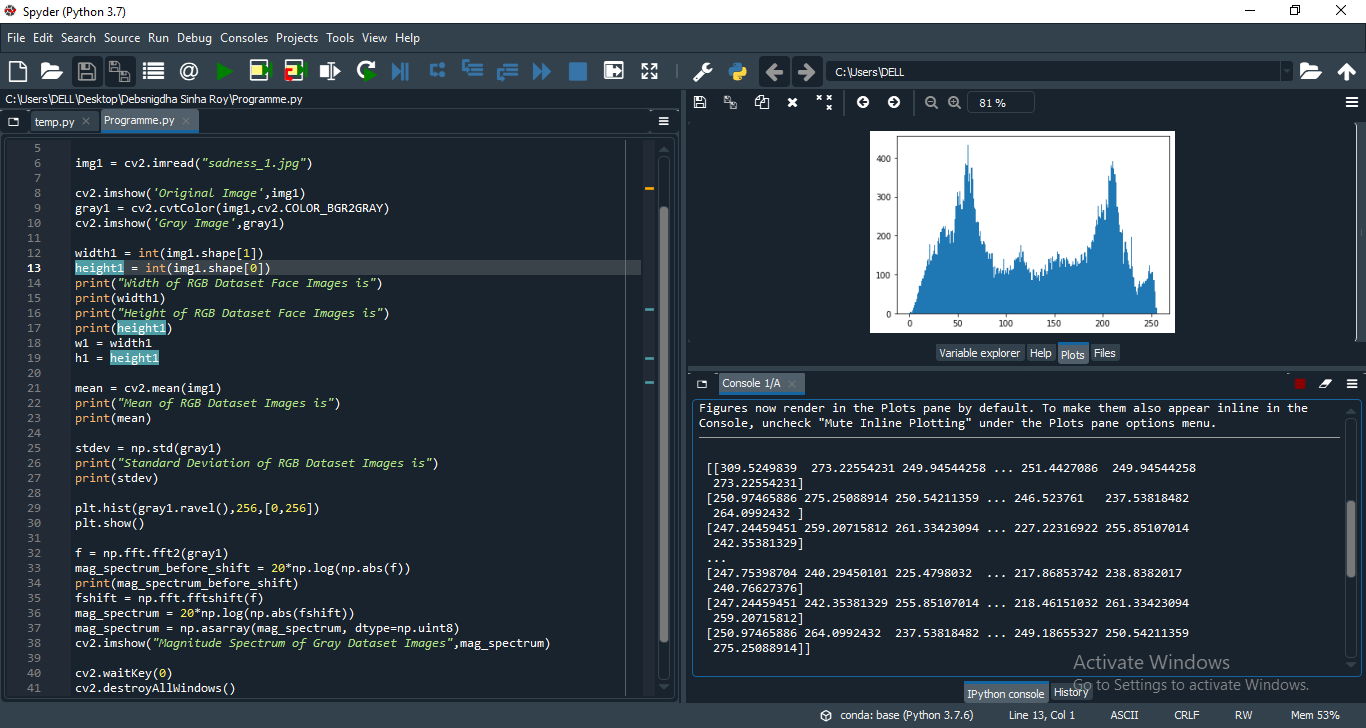 Spyder (Python 3.7)
File Edit Search Source Run Debug Consoles Projects Tools View Help
C:\Users\DELL
C:\Users\DELL\Desktop\Debsnigdha Sinha Roy\Programme.py
temp.py
Programme.py
5
6 img1 = cv2.imread("sadness_1.jpg")
7
8 cv2.imshow('Original Image',img1)
9 gray1 = cv2.cvtColor(img1,cv2.COLOR_BGR2GRAY)
10 cv2.imshow('Gray Image',gray1)
11
12 width1 = int(img1.shape[1])
13 height1 = int(img1.shape[0])
14 print("Width of RGB Dataset Face Images is")
15 print(width1)
16 print("Height of RGB Dataset Face Images is")
17 print(height1)
18 w1 = width1
19 h1 = height1
20
21 mean = cv2.mean(img1)
22 print("Mean of RGB Dataset Images is")
23 print(mean)
24
25 stdev = np.std(gray1)
26 print("Standard Deviation of RGB Dataset Images is")
27 print(stdev)
28
29 plt.hist(gray1.ravel(),256,[0,256])
30 plt.show()
31
32 f = np.fft.fft2(gray1)
33 mag_spectrum_before_shift = 20*np.log(np.abs(f))
34 print(mag_spectrum_before_shift)
35 fshift = np.fft.fftshift(f)
36 mag_spectrum = 20*np.log(np.abs(fshift))
37 mag_spectrum = np.asarray(mag_spectrum, dtype=np.uint8)
38 cv2.imshow("Magnitude Spectrum of Gray Dataset Images",mag_spectrum)
39
40 cv2.waitKey(0)
41 cv2.destroyAllWindows()
81 %
400
300
200
100
0
0 50 100 150 200 250
Variable explorer Help Plots Files
Console 1/A
Figures now render in the Plots pane by default. To make them also appear inline in the
Console, uncheck "Mute Inline Plotting" under the Plots pane options menu.
[[309.5249839 273.22554231 249.94544258 ... 251.4427086 249.94544258
273.22554231]
[250.97465886 275.25088914 250.54211359 ... 246.523761 237.53818482
264.0992432 ]
[247.24459451 259.20715812 261.33423094 ... 227.22316922 255.85107014
242.35381329]
...
[247.75398704 240.29450101 225.4798032 ... 217.86853742 238.8382017
240.76627376]
[247.24459451 242.35381329 255.85107014 ... 218.46151032 261.33423094
259.20715812]
[250.97465886 264.0992432 237.53818482 ... 249.18655327 250.54211359
275.25088914]]
Activate Windows
Go to Settings to activate Windows.
IPython console History
conda: base (Python 3.7.6) Line 13, Col 1 ASCII CRLF RW Mem 53%